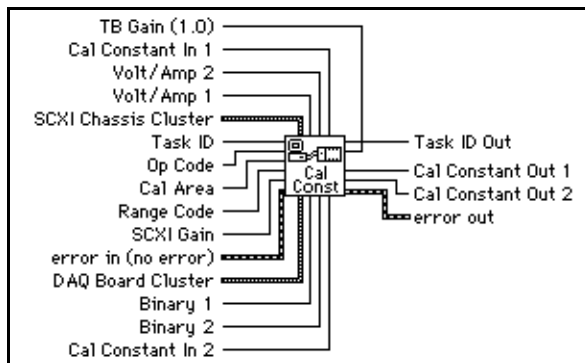 TB Gain (1.0)
Cal Constant In 1
Volt/Amp 2
Volt/Amp 1
SCXI Chassis Cluster
Task ID
Op Code
Cal Area
Range Code
SCXI Gain
error in (no error)
DAQ Board Cluster
Binary 1
Binary 2
Cal Constant In 2
Cal
Const
Task ID Out
Cal Constant Out 1
Cal Constant Out 2
error out